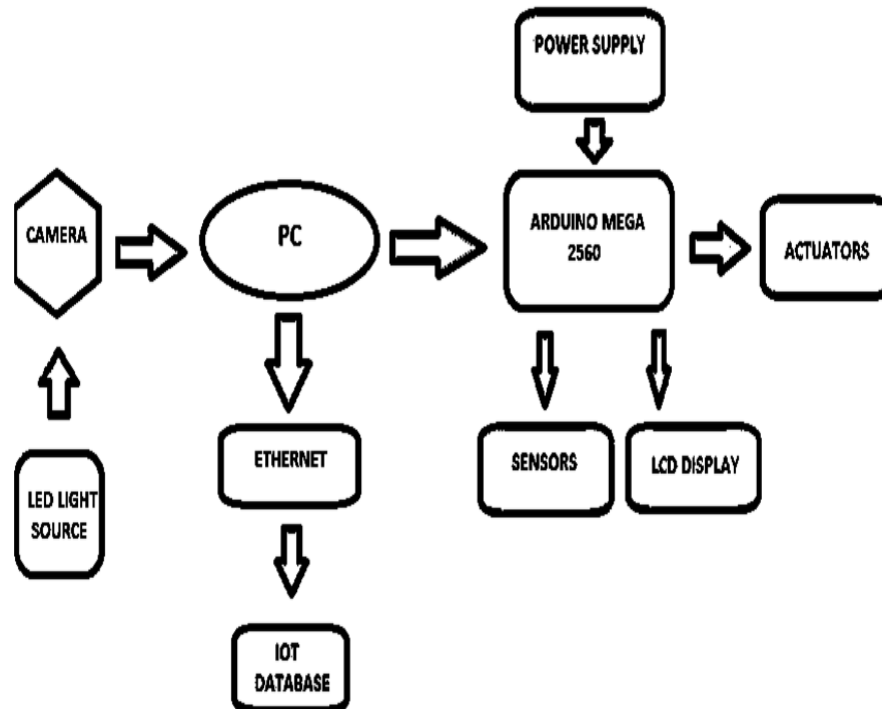 POWER SUPPLY
CAMERA
PC
ARDUINO MEGA
2560
ACTUATORS
LED LIGHT
SOURCE
ETHERNET
SENSORS
LCD DISPLAY
IOT
DATABASE